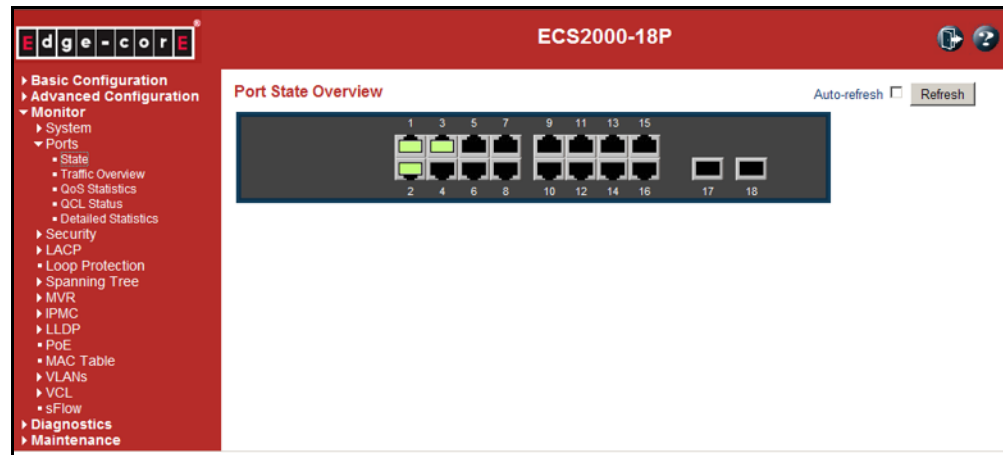 Edge-corE®
ECS2000-18P
?
Basic Configuration
Advanced Configuration
Monitor
System
Ports
State
Traffic Overview
QoS Statistics
QCL Status
Detailed Statistics
Security
LACP
Loop Protection
Spanning Tree
MVR
IPMC
LLDP
PoE
MAC Table
VLANs
VCL
sFlow
Diagnostics
Maintenance
Port State Overview
Auto-refresh Refresh
1 3 5 7 9 11 13 15
2 4 6 8 10 12 14 16 17 18